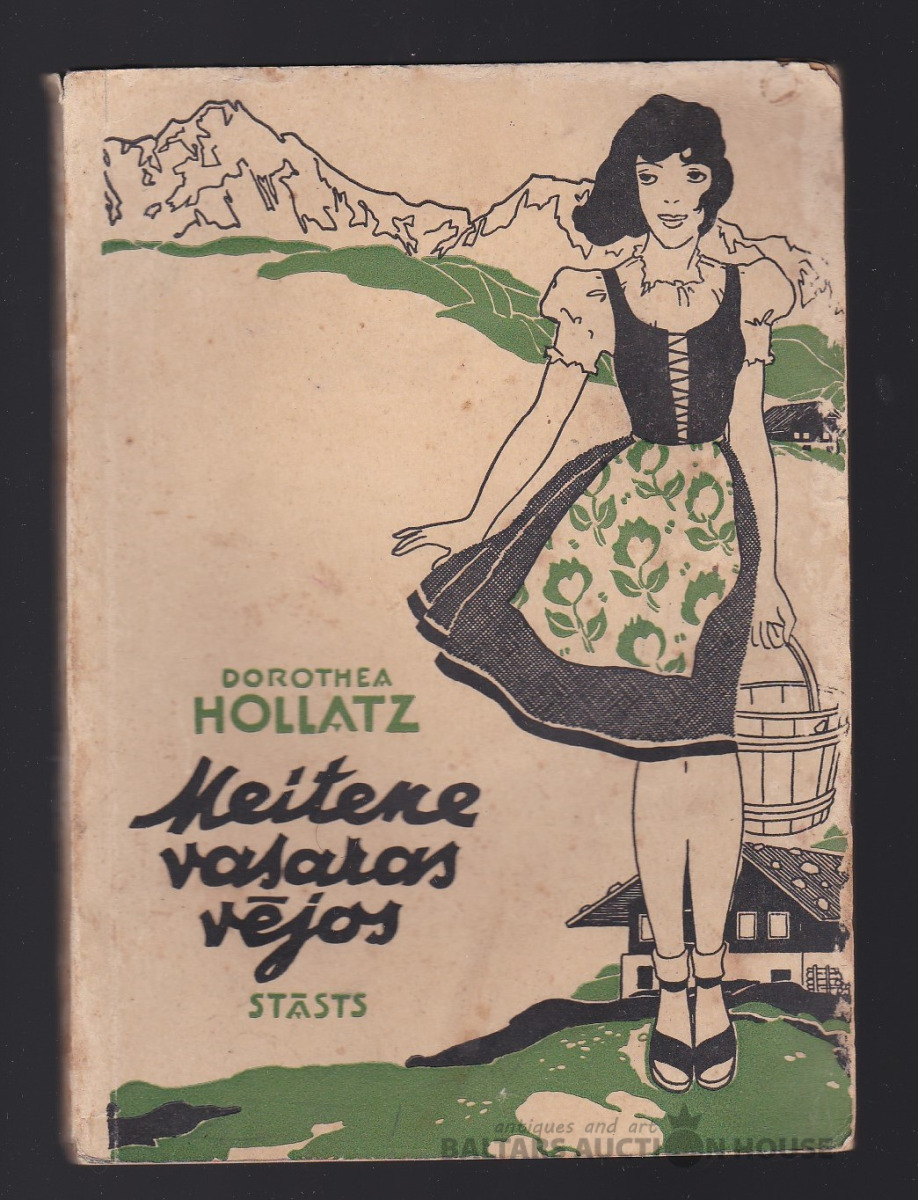 DOROTHEA
HOLLATZ
Meitene
vasaras
vējos
STĀSTS
antiques and art
BALTARS AUCTION HOUSE